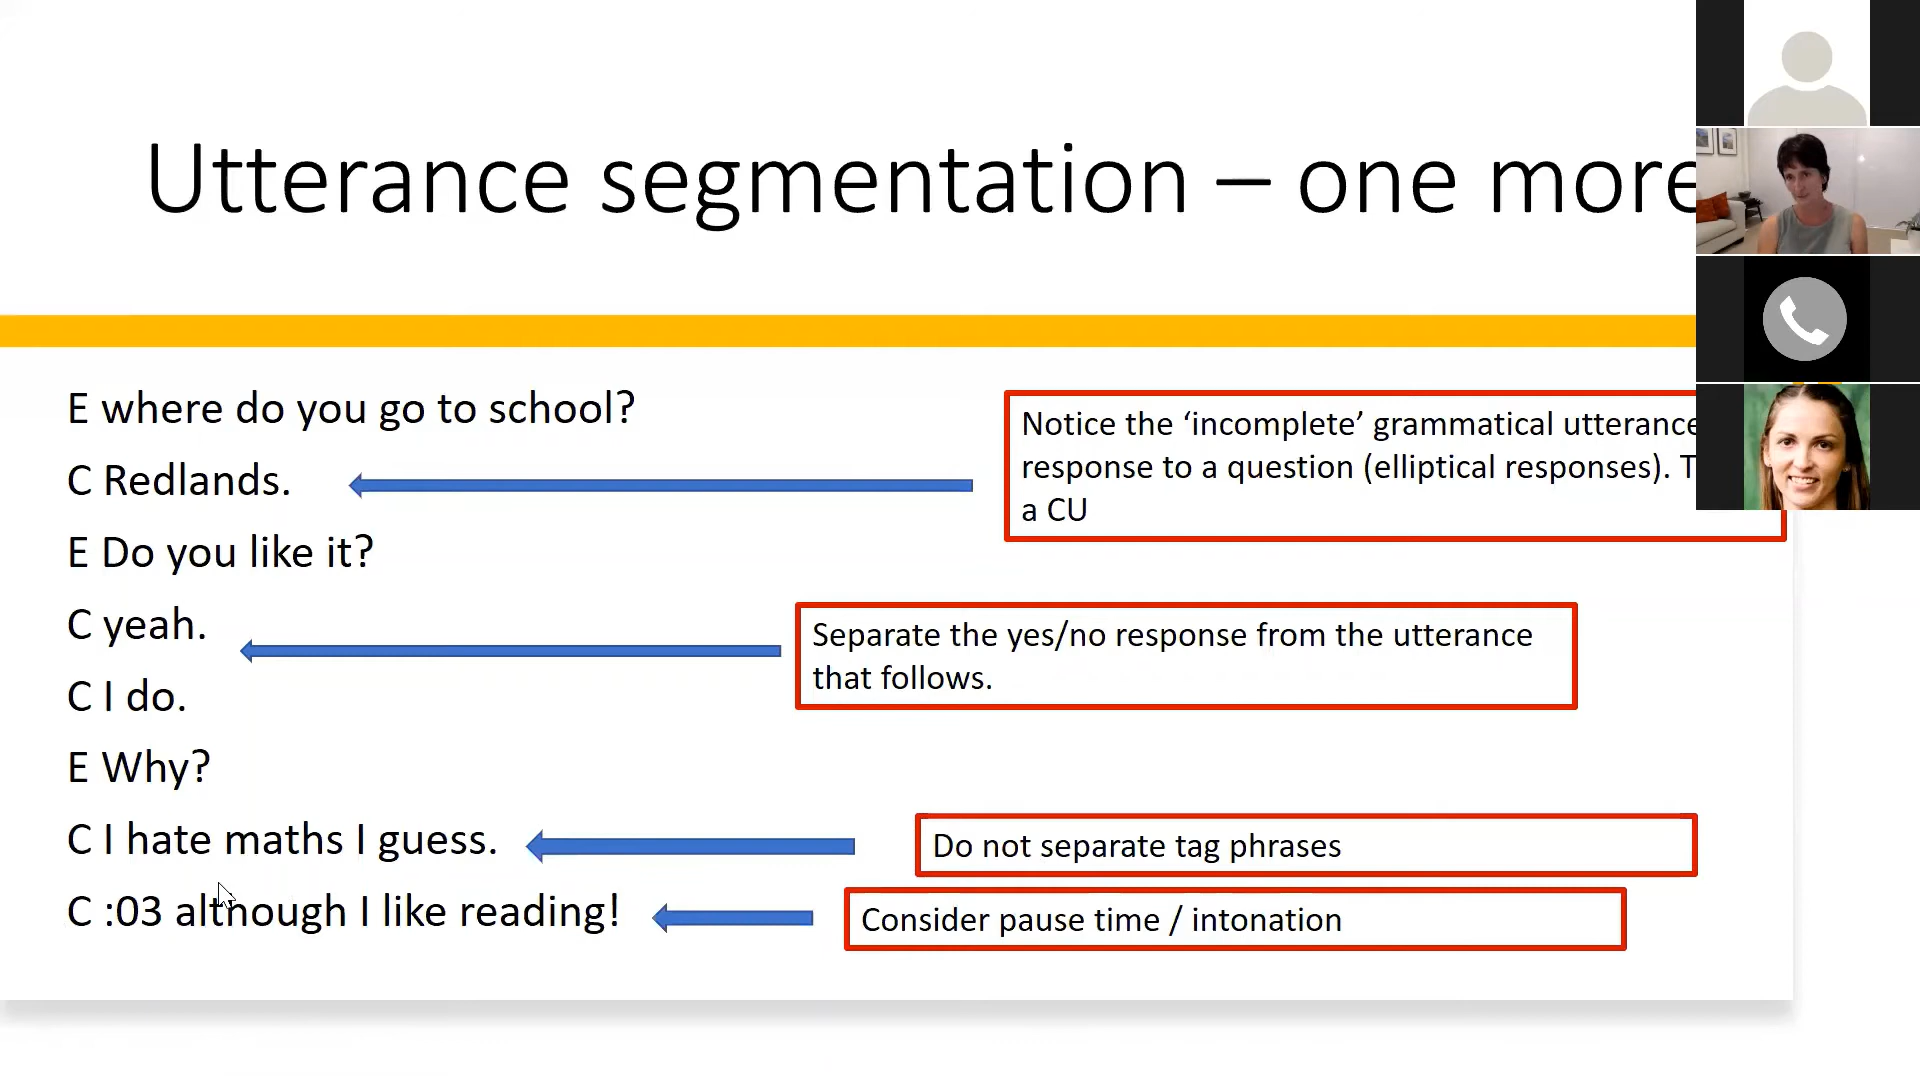 Utterance segmentation – one more
E where do you go to school?
Notice the ‘incomplete’ grammatical utterance
C Redlands.
response to a question (elliptical responses). T
a CU
E Do you like it?
C yeah.
Separate the yes/no response from the utterance
that follows.
C I do.
E Why?
C I hate maths I guess.
Do not separate tag phrases
C :03 although I like reading!
Consider pause time / intonation